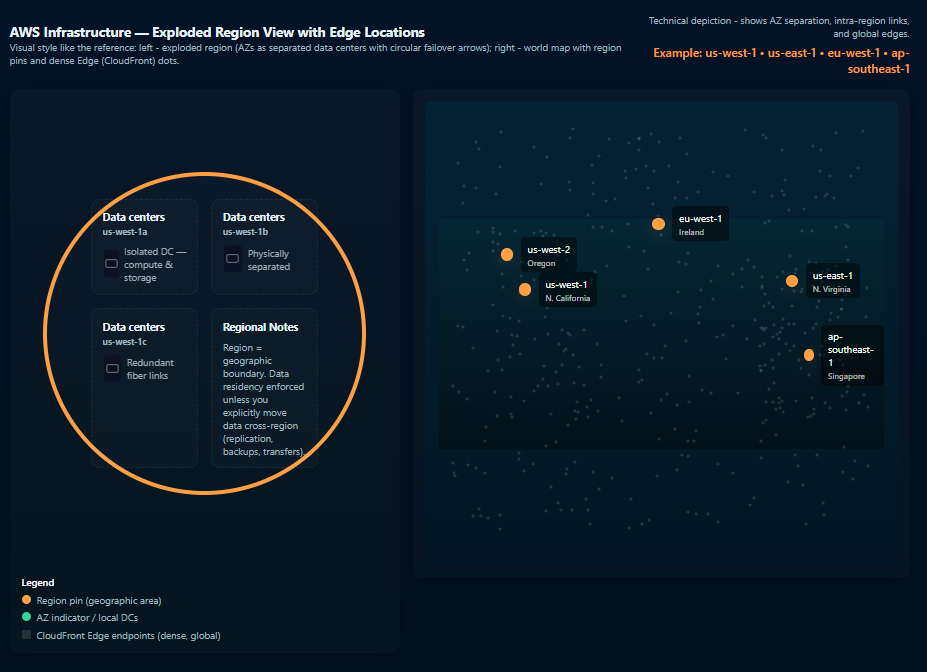 AWS Infrastructure — Exploded Region View with Edge Locations
Visual style like the reference: left - exploded region (AZs as separated data centers with circular failover arrows); right - world map with region
pins and dense Edge (CloudFront) dots.
Technical depiction - shows AZ separation, intra-region links,
and global edges.
Example: us-west-1 • us-east-1 • eu-west-1 • ap-
southeast-1
Data centers
us-west-1a
Isolated DC —
compute &
storage
Data centers
us-west-1b
Physically
separated
Data centers
us-west-1c
Redundant
fiber links
Regional Notes
Region =
geographic
boundary. Data
residency enforced
unless you
explicitly move
data cross-region
(replication,
backups, transfers).
Legend
Region pin (geographic area)
AZ indicator / local DCs
CloudFront Edge endpoints (dense, global)
eu-west-1
Ireland
us-west-2
Oregon
us-west-1
N. California
us-east-1
N. Virginia
ap-
southeast-
1
Singapore